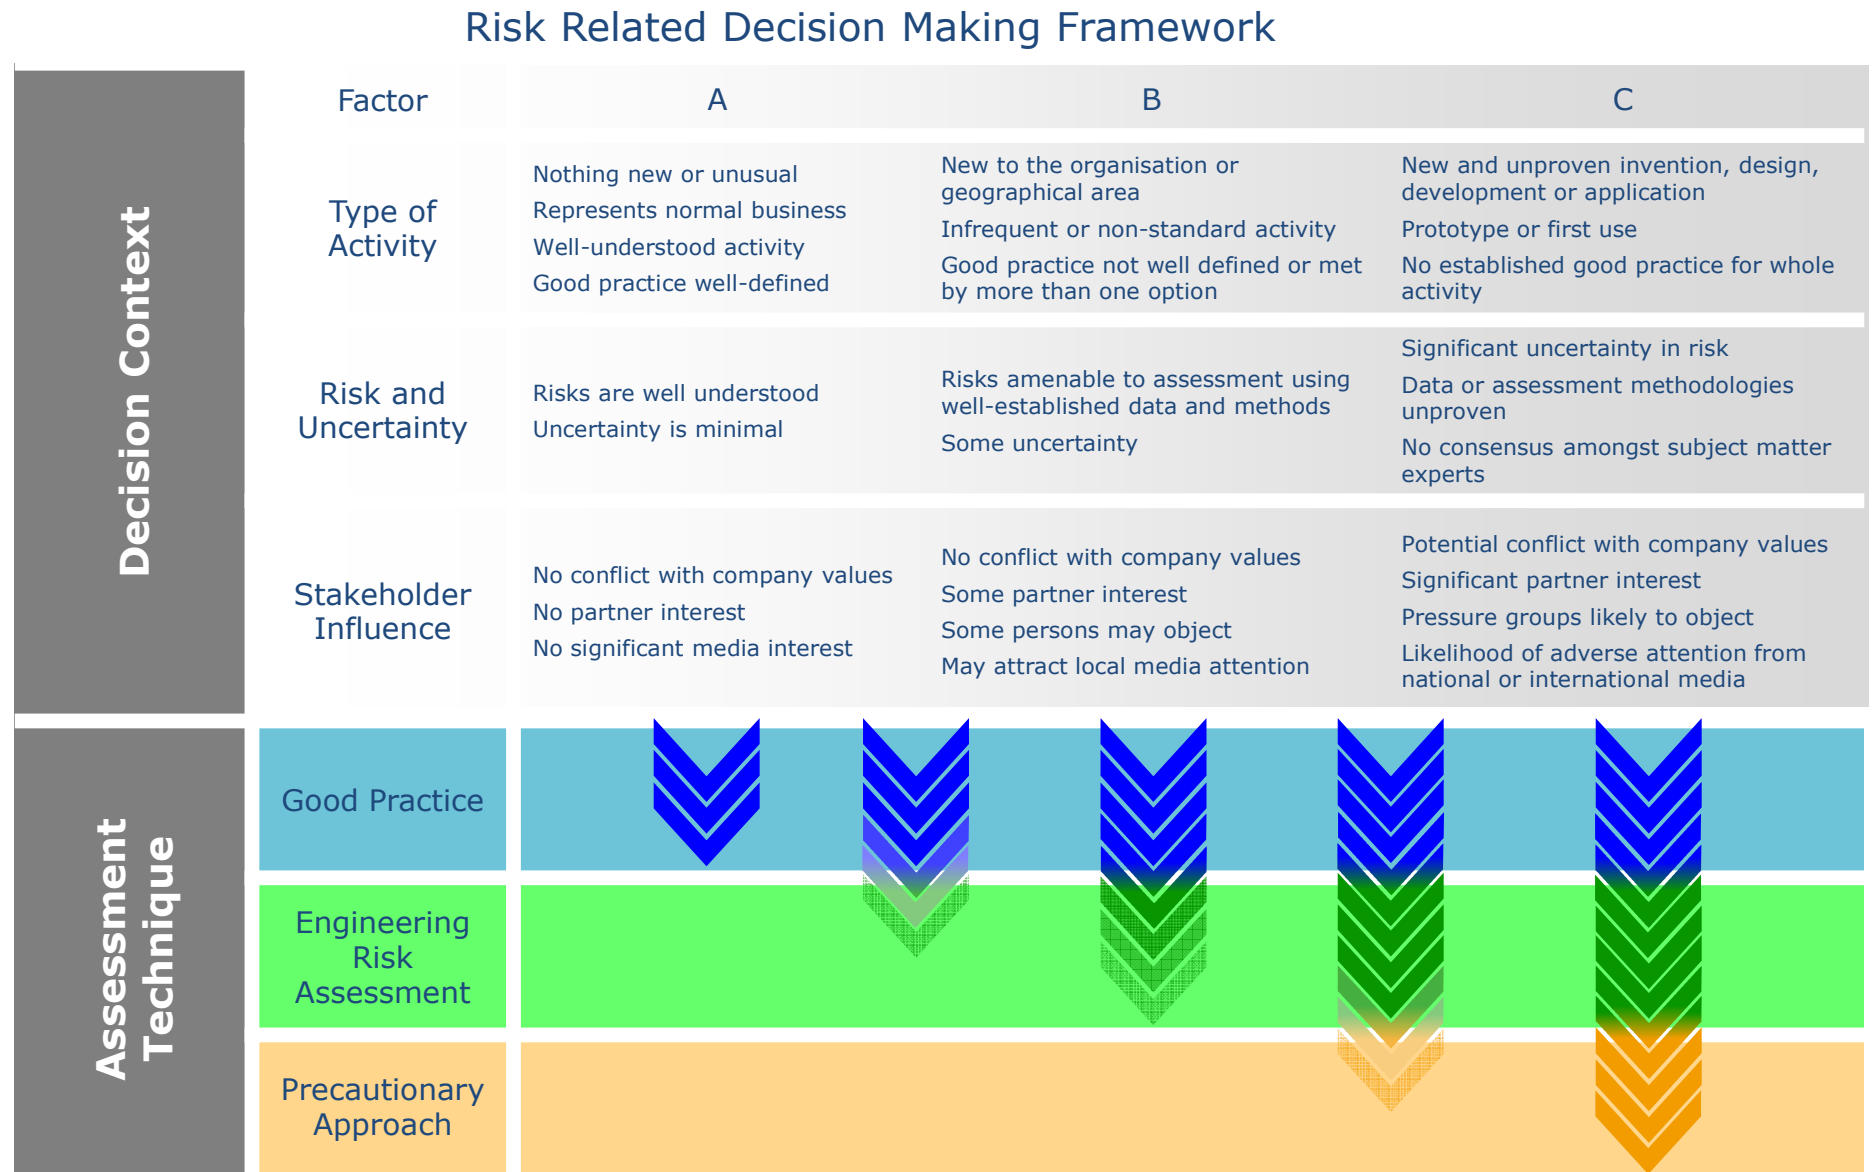 Risk Related Decision Making Framework
Decision Context
Factor
A
B
C
Type of
Activity
Nothing new or unusual
Represents normal business
Well-understood activity
Good practice well-defined
New to the organisation or
geographical area
Infrequent or non-standard activity
Good practice not well defined or met
by more than one option
New and unproven invention, design,
development or application
Prototype or first use
No established good practice for whole
activity
Risk and
Uncertainty
Risks are well understood
Uncertainty is minimal
Risks amenable to assessment using
well-established data and methods
Some uncertainty
Significant uncertainty in risk
Data or assessment methodologies
unproven
No consensus amongst subject matter
experts
Stakeholder
Influence
No conflict with company values
No partner interest
No significant media interest
No conflict with company values
Some partner interest
Some persons may object
May attract local media attention
Potential conflict with company values
Significant partner interest
Pressure groups likely to object
Likelihood of adverse attention from
national or international media
Assessment
Technique
Good Practice
Engineering
Risk
Assessment
Precautionary
Approach